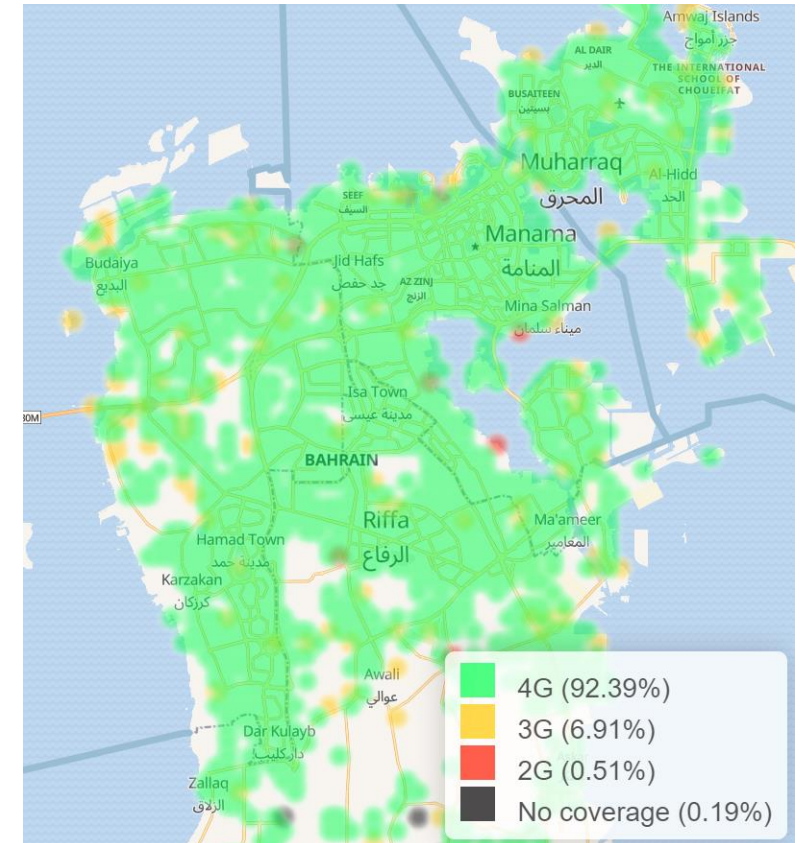 Amwaj Islands
جزر أمواج
AL DAIR
الدير
THE INTERNATIONAL
SCHOOL OF
CHOUEIFAT
BUSAITEEN
بسيتين
Muharraq
المحرق
Al-Hidd
الحد
SEEF
السيف
Manama
المنامة
Budaiya
البديع
Jid Hafs
جد حفص
AZ ZINJ
الزنج
Mina Salman
ميناء سلمان
Isa Town
مدينة عيسى
BAHRAIN
Riffa
الرفاع
Ma'ameer
المعامير
Hamad Town
مدينة حمد
Karzakan
كرزكان
Awali
عوالي
Dar Kulayb
دار كليب
Zallaq
الزلاق
4G (92.39%)
3G (6.91%)
2G (0.51%)
No coverage (0.19%)